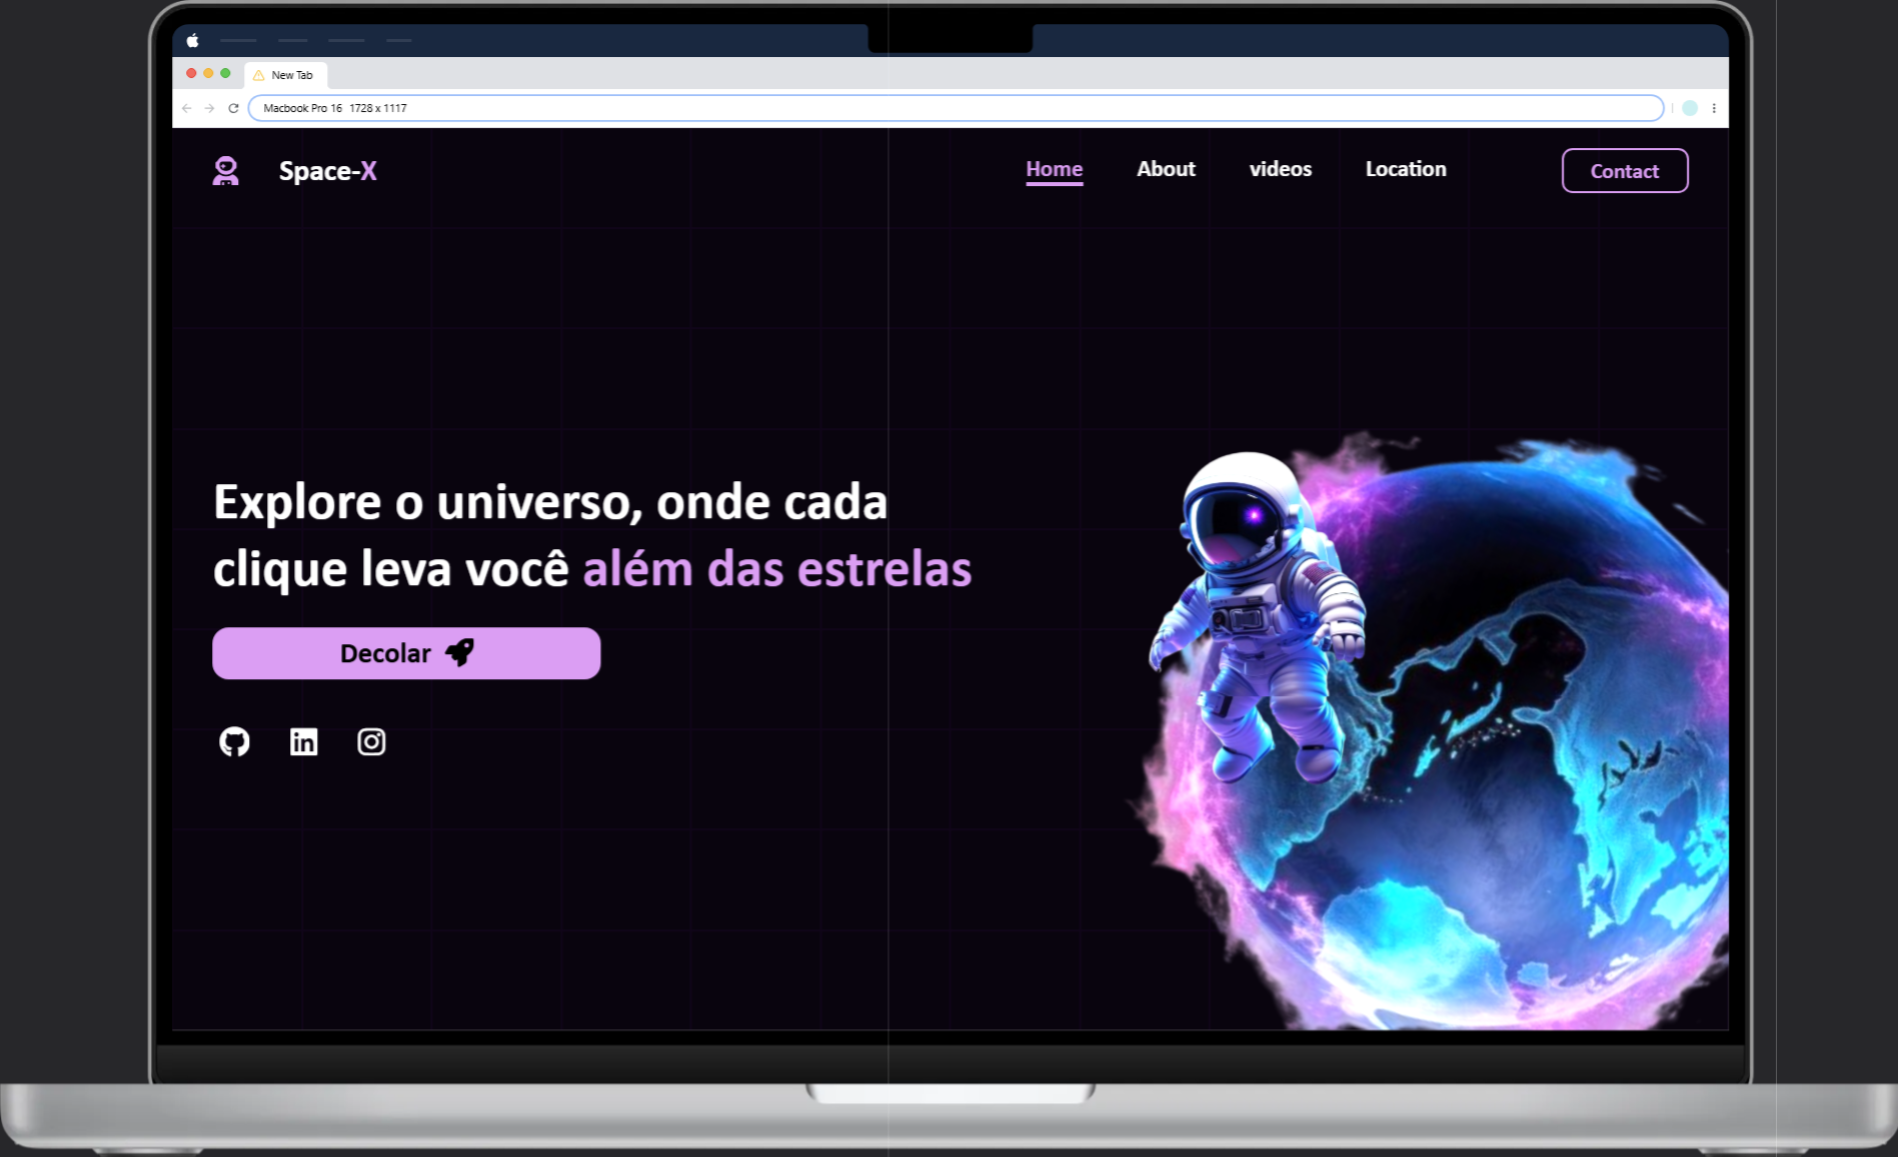 New Tab
Macbook Pro 16 1728 x 1117
Space-X
Home About videos Location Contact
Explore o universo, onde cada
clique leva você além das estrelas
Decolar
in